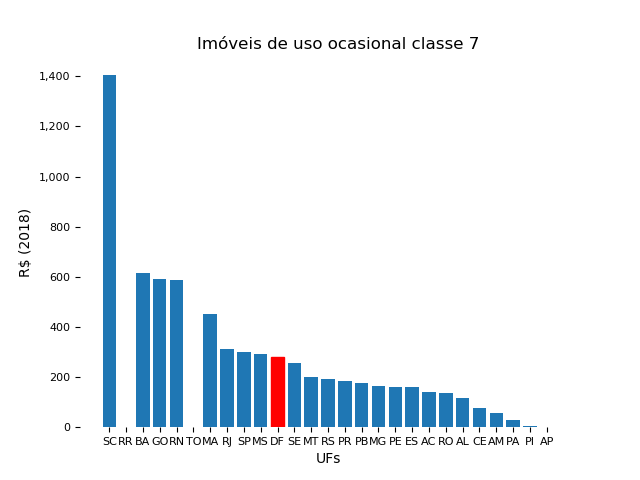 Imóveis de uso ocasional classe 7
R$ (2018)
1,400
1,200
1,000
800
600
400
200
0
SC RR BA GO RN TO MA RJ SP MS DF SE MT RS PR PB MG PE ES AC RO AL CE AM PA PI AP
UFs